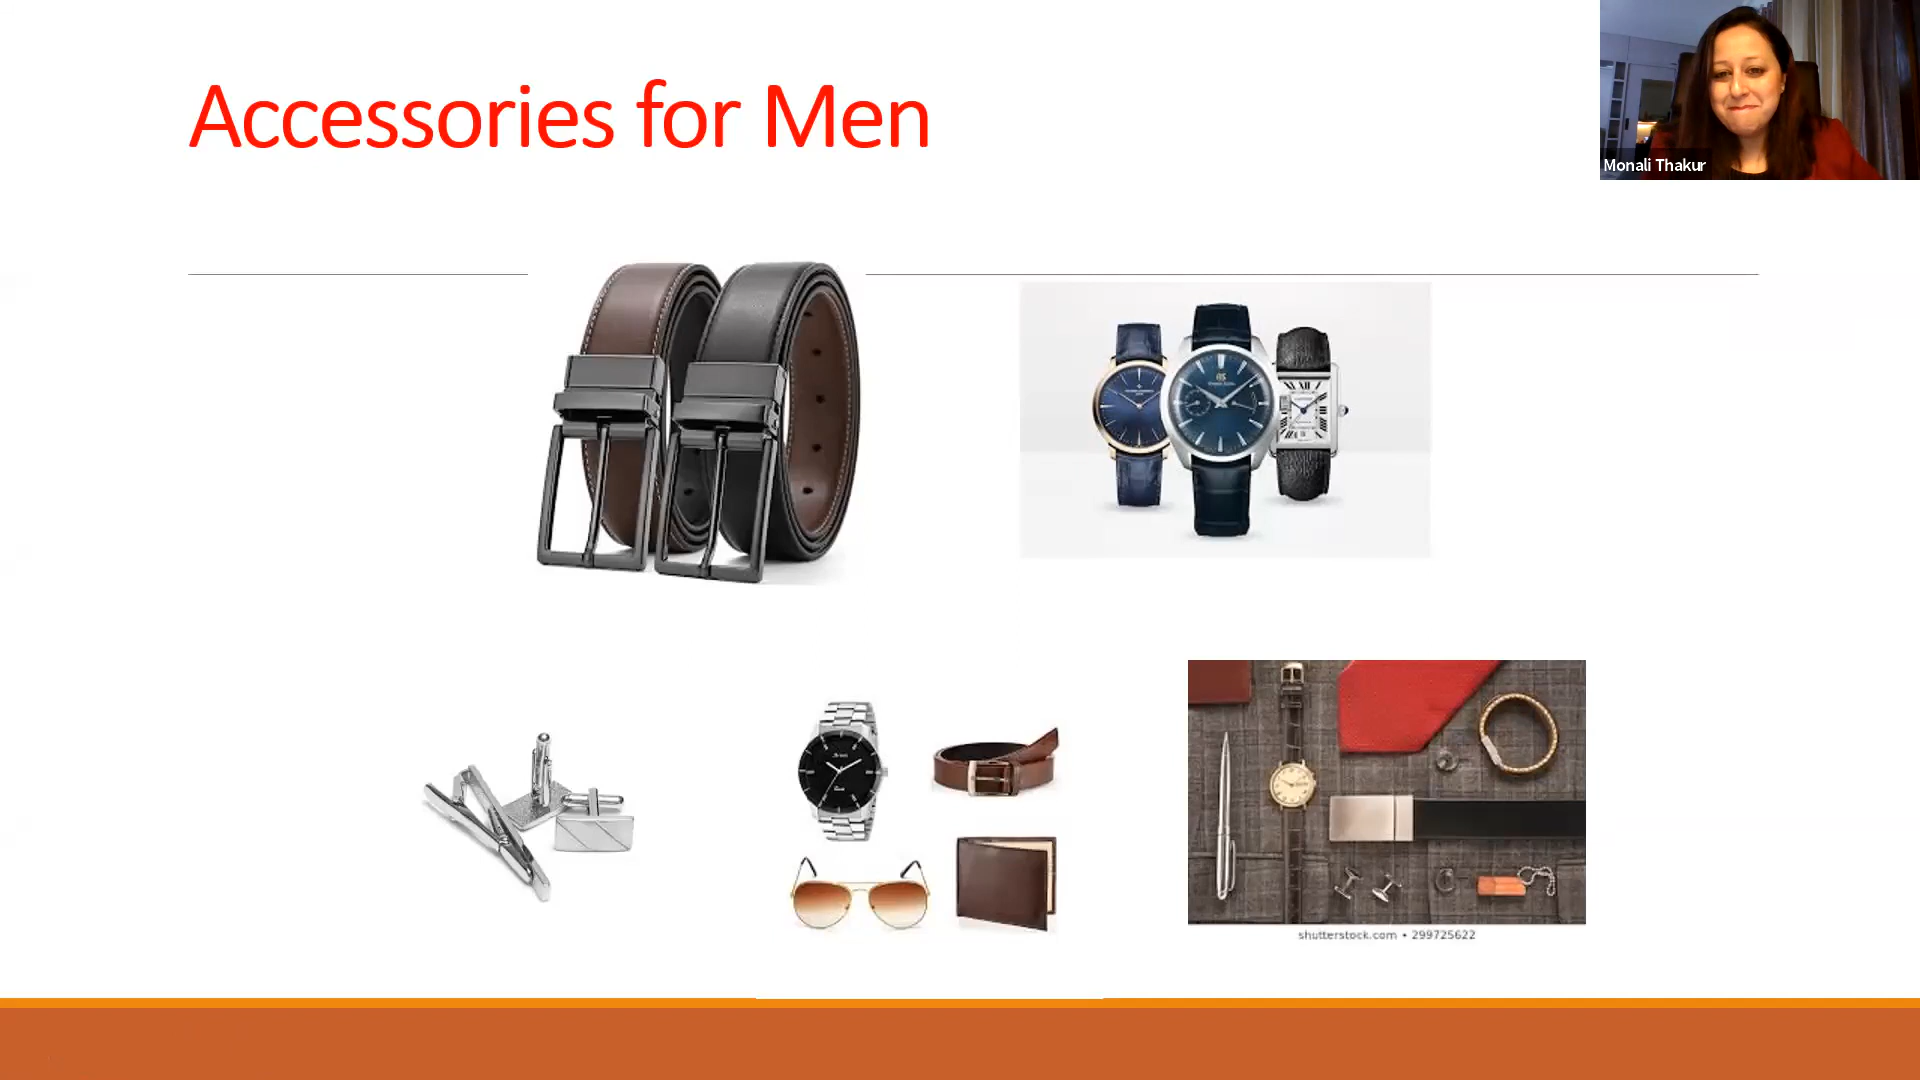 Accessories for Men
Monali Thakur
shutterstock.com • 299725622